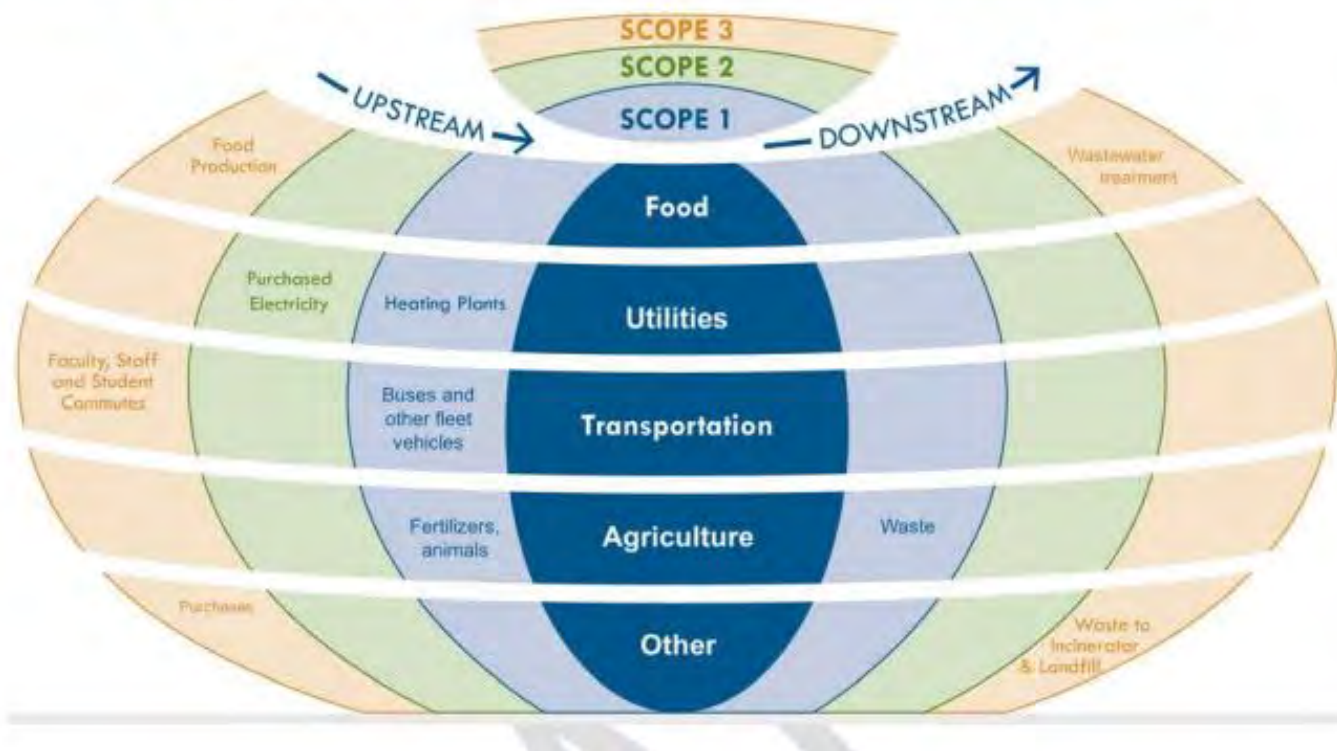 SCOPE 3
SCOPE 2
SCOPE 1
UPSTREAM
DOWNSTREAM
Food
Production
Food
Wastewater
treatment
Purchased
Electricity
Heating Plants
Utilities
Faculty, Staff
and Student
Commutes
Buses and
other fleet
vehicles
Transportation
Fertilizers,
animals
Agriculture
Waste
Purchases
Other
Waste to
Incinerator
& Landfill